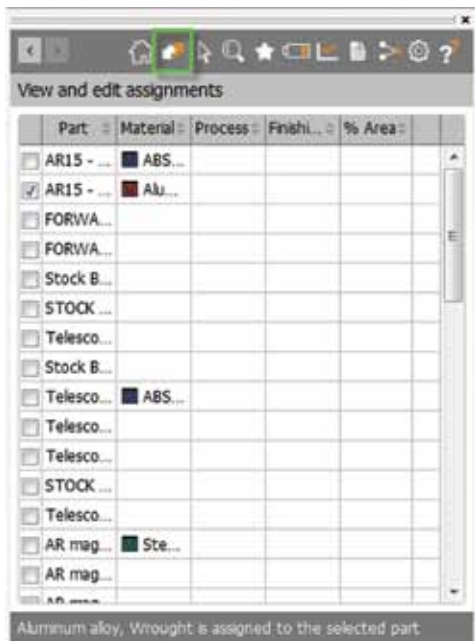 View and edit assignments
Part Material Process Finishi... % Area
AR15 - ... ABS...
AR15 - ... Alu...
FORWA...
FORWA...
Stock B...
STOCK ...
Telesco...
Stock B...
Telesco... ABS...
Telesco...
Telesco...
STOCK ...
Telesco...
AR mag... Ste...
AR mag...
Aluminum alloy, Wrought is assigned to the selected part